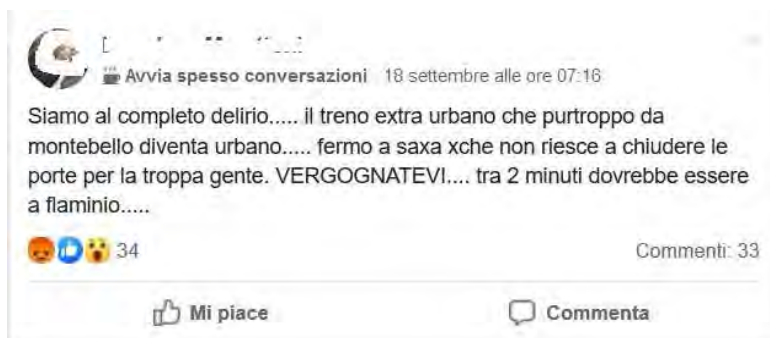 Avvia spesso conversazioni 18 settembre alle ore 07:16
Siamo al completo delirio..... il treno extra urbano che purtroppo da
montebello diventa urbano..... fermo a saxa xche non riesce a chiudere le
porte per la troppa gente. VERGOGNATEVI.... tra 2 minuti dovrebbe essere
a flaminio.....
34 Commenti: 33
Mi piace Commenta